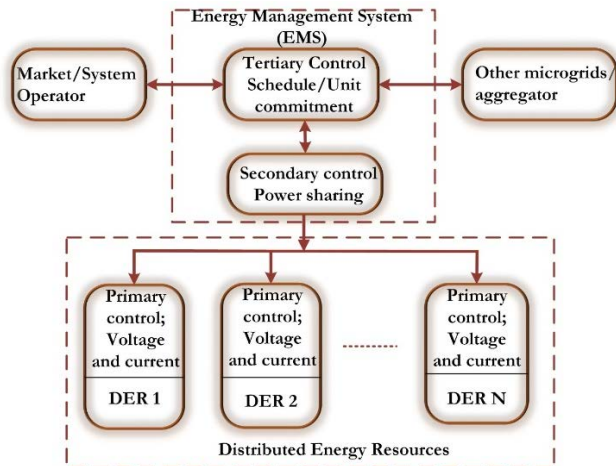 Energy Management System
(EMS)
Market/System
Operator
Tertiary Control
Schedule/Unit
commitment
Other microgrids/
aggregator
Secondary control
Power sharing
Primary
control;
Voltage
and current
DER 1
Primary
control;
Voltage
and current
DER 2
Primary
control;
Voltage
and current
DER N
Distributed Energy Resources